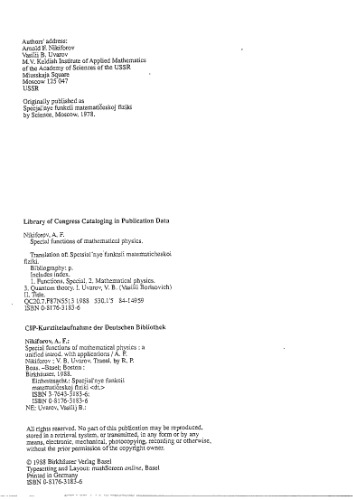 Authors' address:
Arnold F. Nikiforov
Vasilii B. Uvarov
M.V. Keldish Institute of Applied Mathematics
of the Academy of Sciences of the USSR
Miusskaja Square
Moscow 125 047
USSR
Originally published as
Specjal'nye funkcii matematičeskoj fiziki
by Science, Moscow, 1978.
Library of Congress Cataloging in Publication Data
Nikiforov, A. F.
Special functions of mathematical physics.
Translation of: Spetsial'nye funktsii matematicheskoi
fiziki.
Bibliography: p.
Includes index.
1. Functions, Special. 2. Mathematical physics.
3. Quantum theory. I. Uvarov, V. B. (Vasilii Borisovich)
II. Title.
QC20.7.F87N5513 1988 530.1'5 84-14959
ISBN 0-8176-3183-6
CIP-Kurztitelaufnahme der Deutschen Bibliothek
Nikiforov, A. F.:
Special functions of mathematical physics : a
unified introd. with applications / A. F.
Nikiforov ; V. B. Uvarov. Transl. by R. P.
Boas. – Basel; Boston :
Birkhäuser, 1988.
Einheitssacht.: Specjal'nye funkcii
matematičeskoj fiziki <dt.>
ISBN 3-7643-3183-6;
ISBN 0-8176-3183-6
NE: Uvarov, Vasilij B.:
All rights reserved. No part of this publication may be reproduced,
stored in a retrieval system, or transmitted, in any form or by any
means, electronic, mechanical, photocopying, recording or otherwise,
without the prior permission of the copyright owner.
© 1988 Birkhäuser Verlag Basel
Typesetting and Layout: mathScreen online, Basel
Printed in Germany
ISBN 0-8176-3183-6